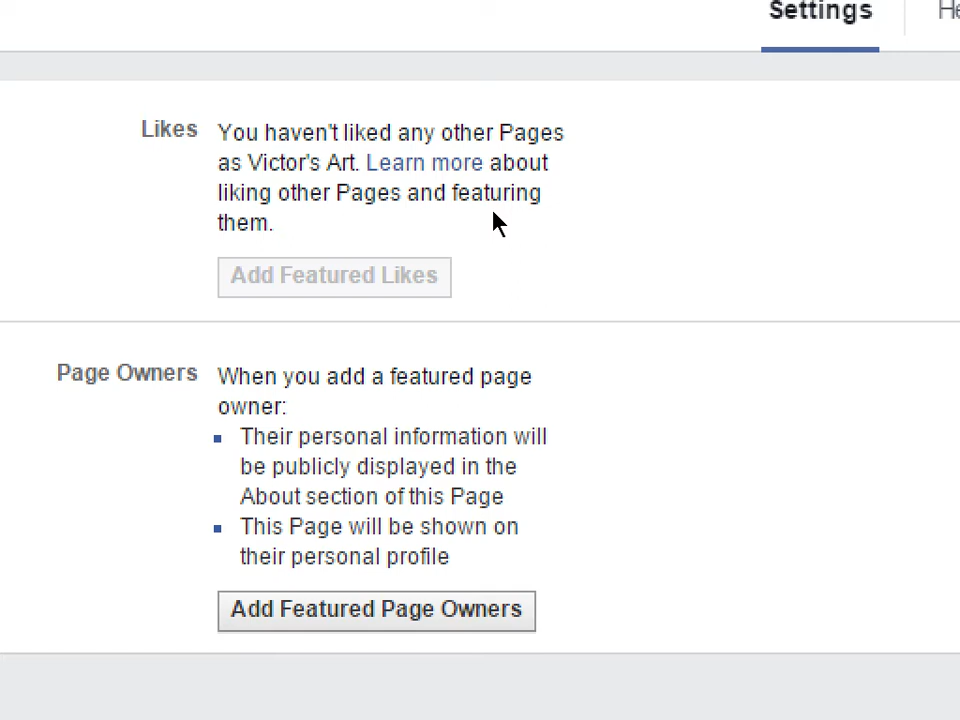 Settings
Likes
You haven't liked any other Pages
as Victor's Art. Learn more about
liking other Pages and featuring
them.
Add Featured Likes
Page Owners
When you add a featured page
owner:
Their personal information will
be publicly displayed in the
About section of this Page
This Page will be shown on
their personal profile
Add Featured Page Owners